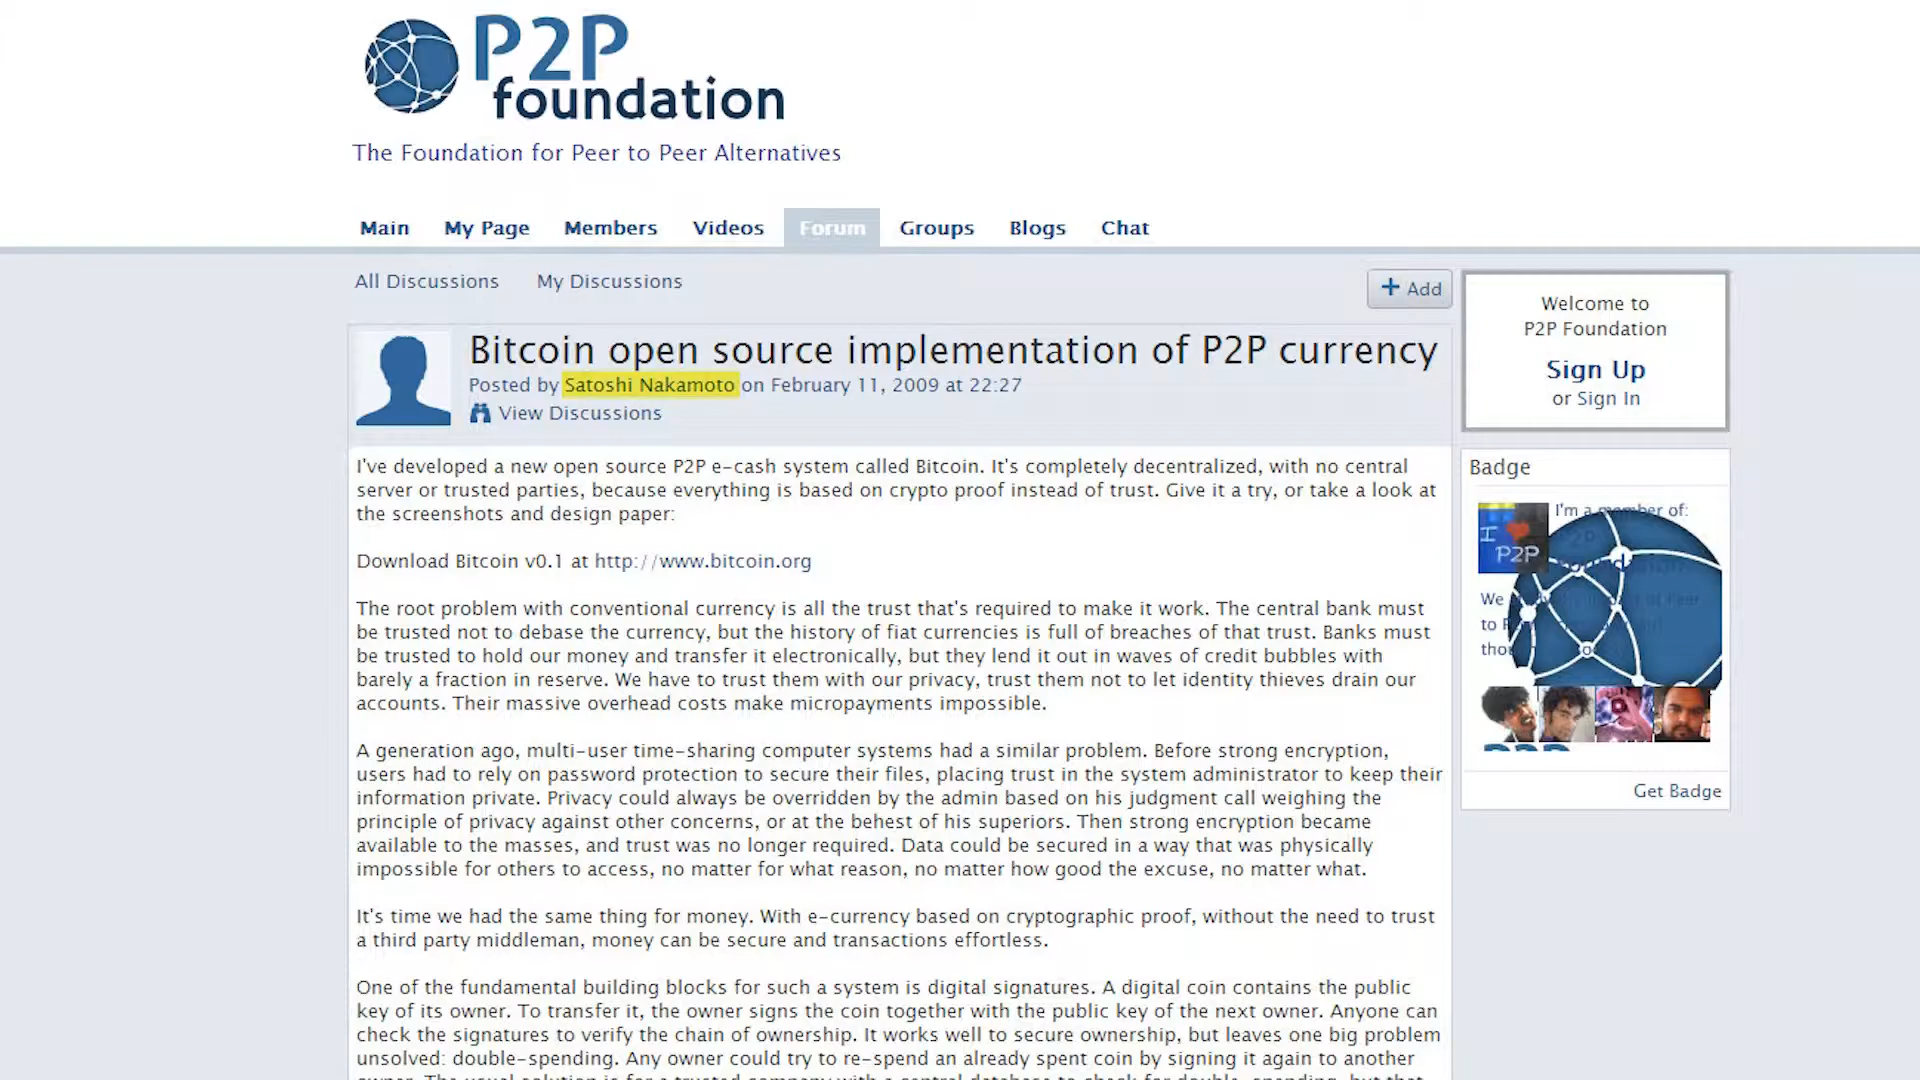 P2P
foundation
The Foundation for Peer to Peer Alternatives
Main My Page Members Videos Forum Groups Blogs Chat
All Discussions My Discussions
+ Add
Bitcoin open source implementation of P2P currency
Posted by Satoshi Nakamoto on February 11, 2009 at 22:27
View Discussions
I've developed a new open source P2P e-cash system called Bitcoin. It's completely decentralized, with no central
server or trusted parties, because everything is based on crypto proof instead of trust. Give it a try, or take a look at
the screenshots and design paper:
Download Bitcoin v0.1 at http://www.bitcoin.org
The root problem with conventional currency is all the trust that's required to make it work. The central bank must
be trusted not to debase the currency, but the history of fiat currencies is full of breaches of that trust. Banks must
be trusted to hold our money and transfer it electronically, but they lend it out in waves of credit bubbles with
barely a fraction in reserve. We have to trust them with our privacy, trust them not to let identity thieves drain our
accounts. Their massive overhead costs make micropayments impossible.
A generation ago, multi-user time-sharing computer systems had a similar problem. Before strong encryption,
users had to rely on password protection to secure their files, placing trust in the system administrator to keep their
information private. Privacy could always be overridden by the admin based on his judgment call weighing the
principle of privacy against other concerns, or at the behest of his superiors. Then strong encryption became
available to the masses, and trust was no longer required. Data could be secured in a way that was physically
impossible for others to access, no matter for what reason, no matter how good the excuse, no matter what.
It's time we had the same thing for money. With e-currency based on cryptographic proof, without the need to trust
a third party middleman, money can be secure and transactions effortless.
One of the fundamental building blocks for such a system is digital signatures. A digital coin contains the public
key of its owner. To transfer it, the owner signs the coin together with the public key of the next owner. Anyone can
check the signatures to verify the chain of ownership. It works well to secure ownership, but leaves one big problem
unsolved: double-spending. Any owner could try to re-spend an already spent coin by signing it again to another
Welcome to
P2P Foundation
Sign Up
or Sign In
Badge
I'm a member of:
I
P2P
We
to
P2P
Get Badge